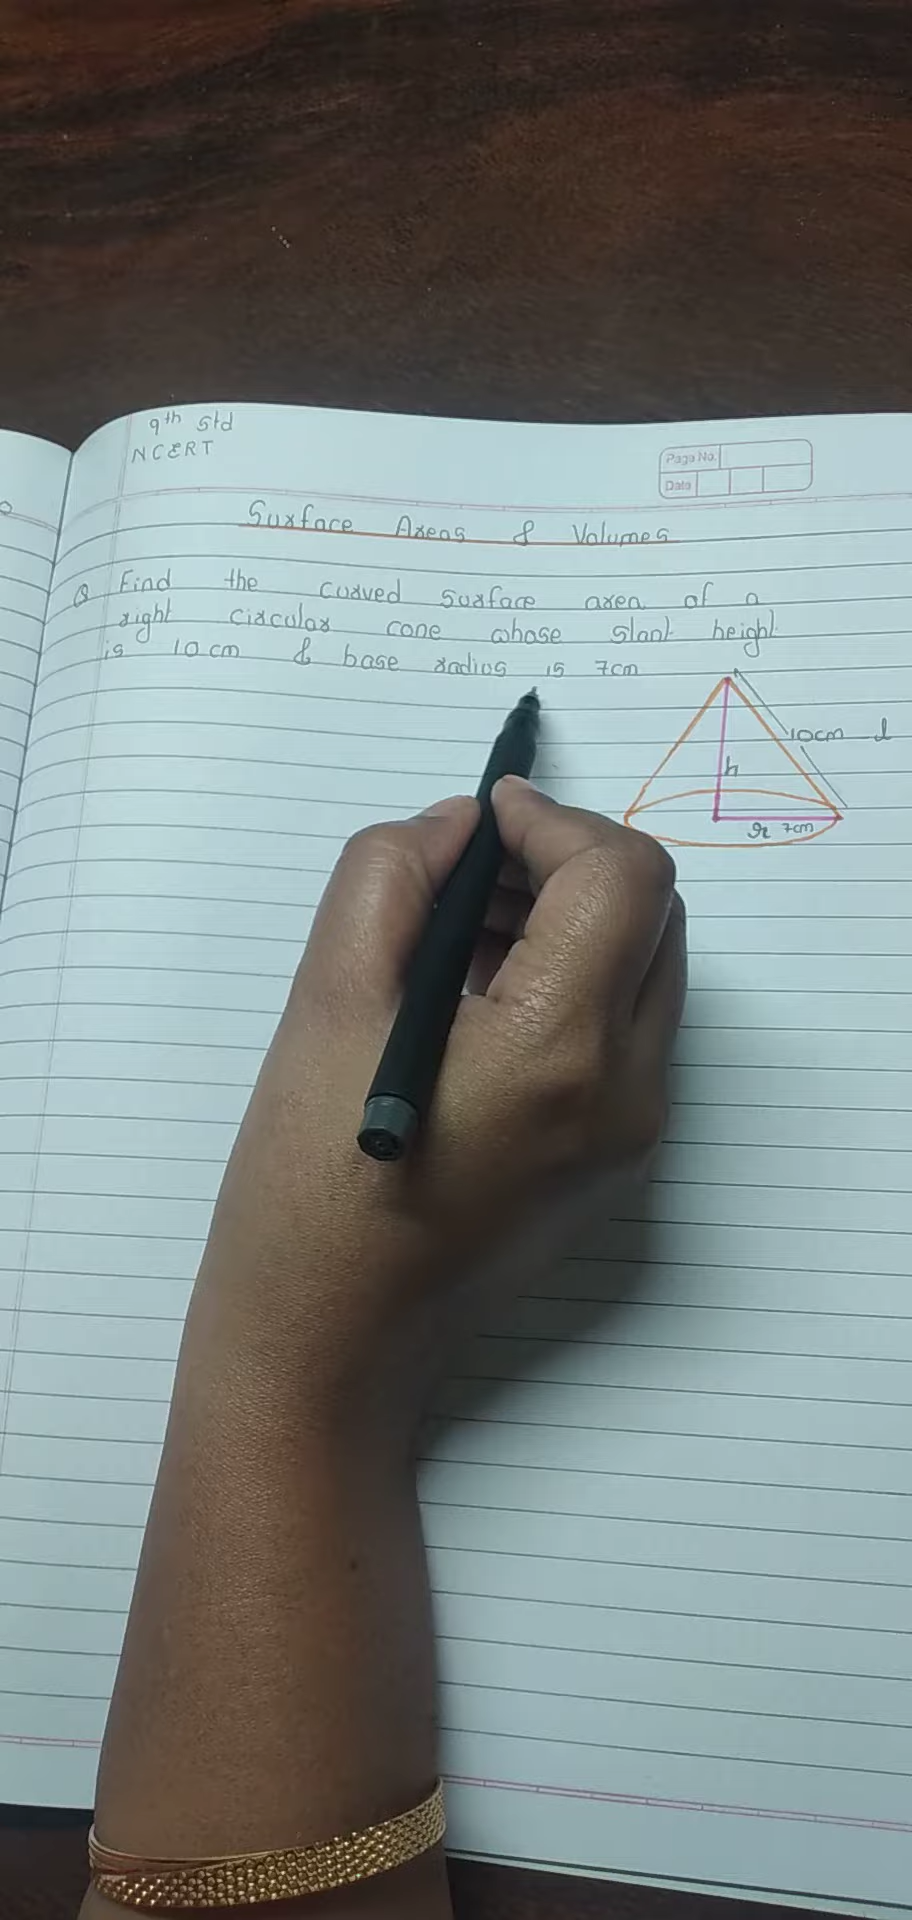 9th Std
NCERT
Page No.
Date
Surface Areas & Volumes
Q Find the curved surface area of a
right circular cone whose slant height
is 10 cm & base radius is 7cm
10cm l
h
r 7cm